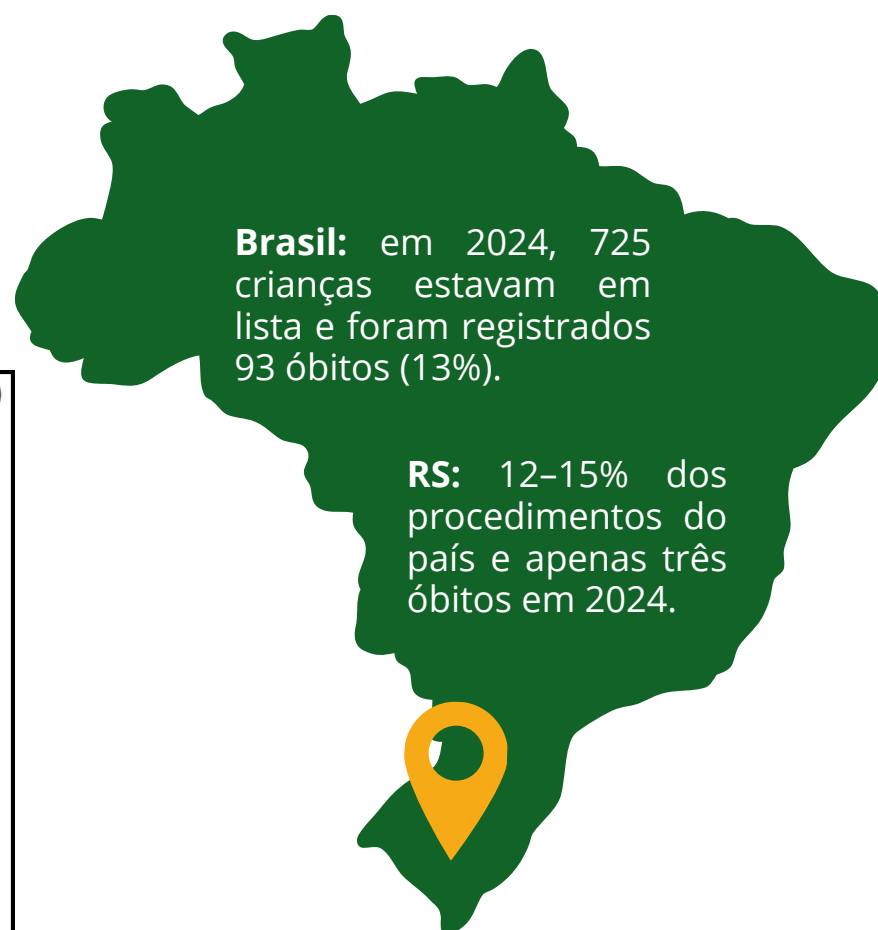 Brasil: em 2024, 725
crianças estavam em
lista e foram registrados
93 óbitos (13%).
RS: 12–15% dos
procedimentos do
país e apenas três
óbitos em 2024.